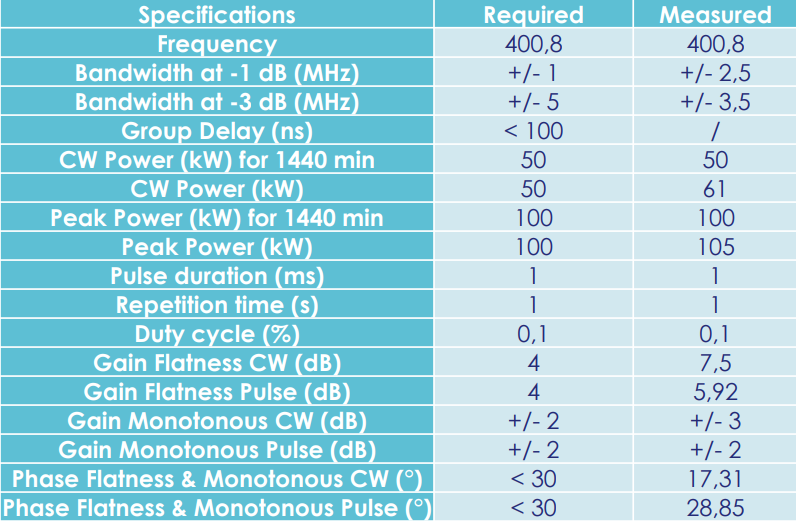 Specifications Required Measured
Frequency 400,8 400,8
Bandwidth at -1 dB (MHz) +/- 1 +/- 2,5
Bandwidth at -3 dB (MHz) +/- 5 +/- 3,5
Group Delay (ns) < 100 /
CW Power (kW) for 1440 min 50 50
CW Power (kW) 50 61
Peak Power (kW) for 1440 min 100 100
Peak Power (kW) 100 105
Pulse duration (ms) 1 1
Repetition time (s) 1 1
Duty cycle (%) 0,1 0,1
Gain Flatness CW (dB) 4 7,5
Gain Flatness Pulse (dB) 4 5,92
Gain Monotonous CW (dB) +/- 2 +/- 3
Gain Monotonous Pulse (dB) +/- 2 +/- 2
Phase Flatness & Monotonous CW (°) < 30 17,31
Phase Flatness & Monotonous Pulse (°) < 30 28,85